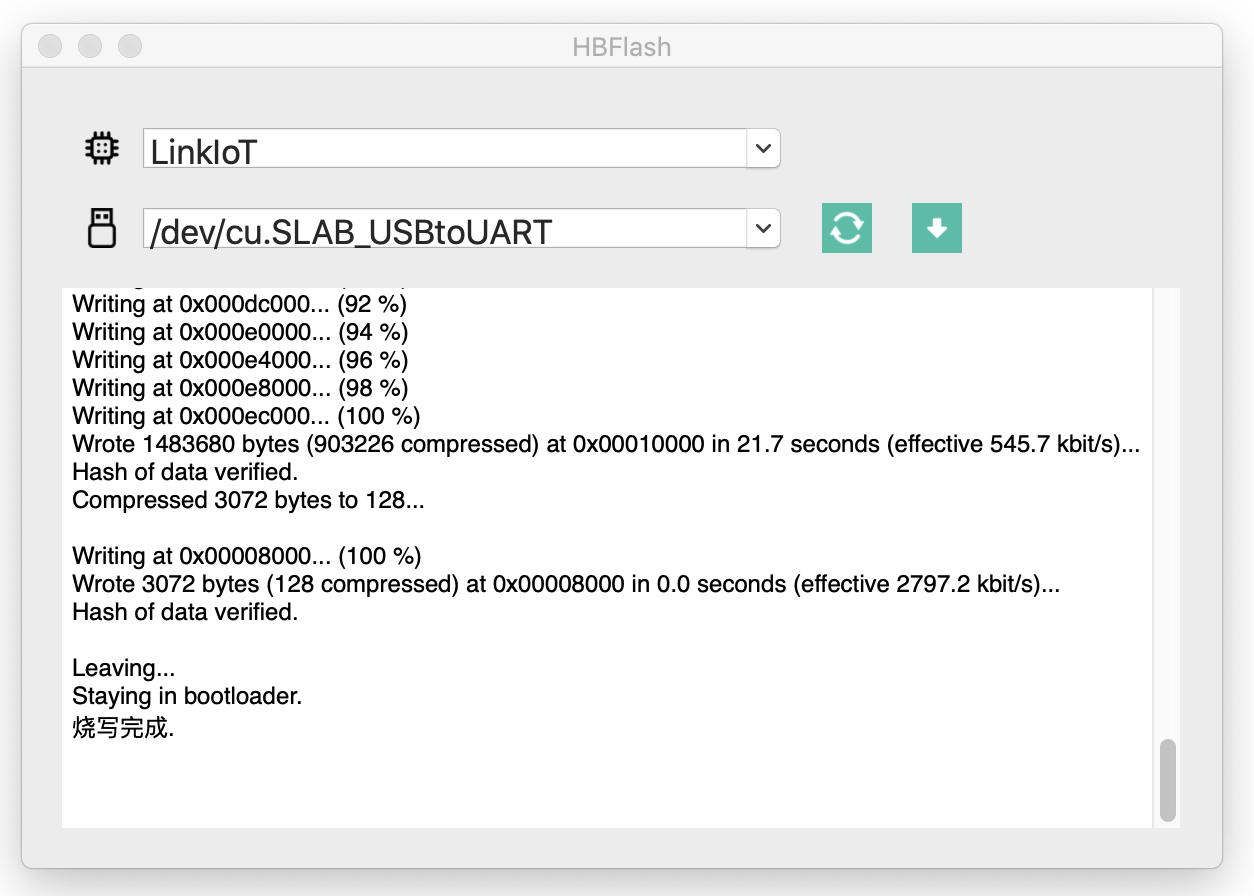 HBFlash
LinkIoT
/dev/cu.SLAB_USBtoUART
Writing at 0x000dc000... (92 %)
Writing at 0x000e0000... (94 %)
Writing at 0x000e4000... (96 %)
Writing at 0x000e8000... (98 %)
Writing at 0x000ec000... (100 %)
Wrote 1483680 bytes (903226 compressed) at 0x00010000 in 21.7 seconds (effective 545.7 kbit/s)...
Hash of data verified.
Compressed 3072 bytes to 128...
Writing at 0x00008000... (100 %)
Wrote 3072 bytes (128 compressed) at 0x00008000 in 0.0 seconds (effective 2797.2 kbit/s)...
Hash of data verified.
Leaving...
Staying in bootloader.
烧写完成.